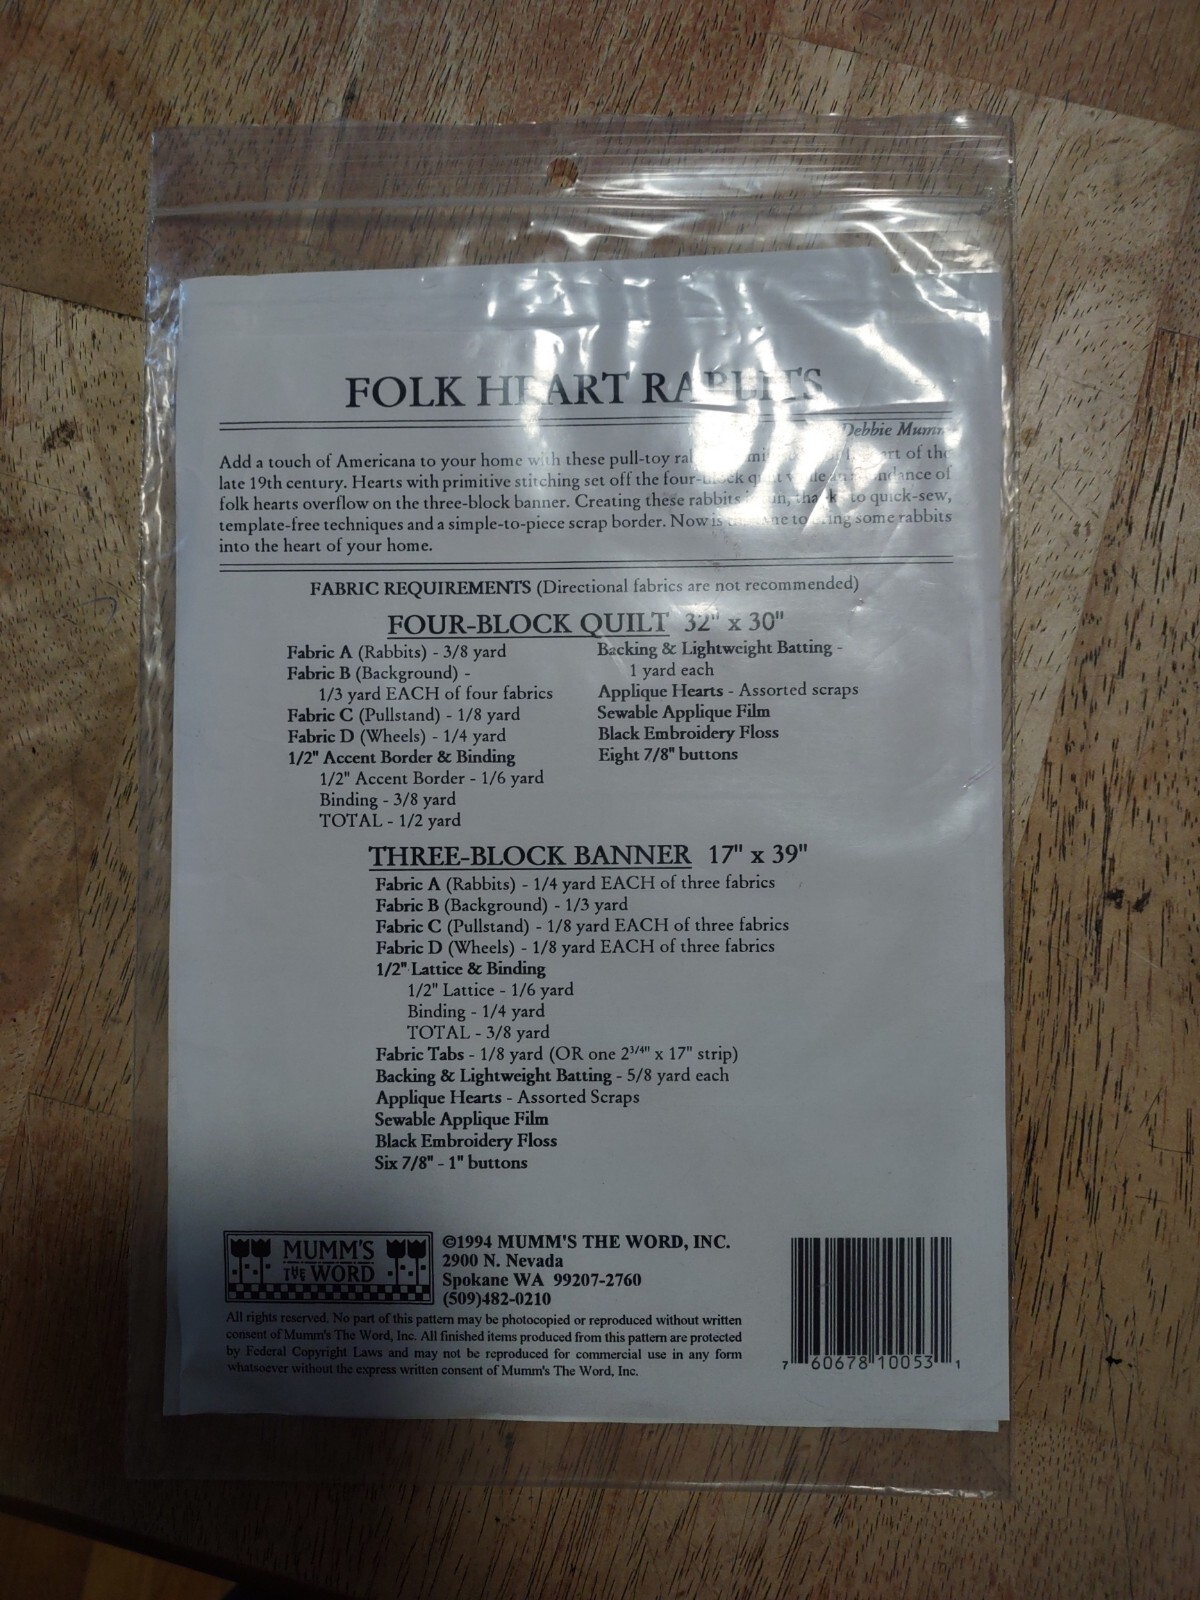 FOLK HEART RABBITS
Debbie Mumm
Add a touch of Americana to your home with these pull-toy art of the
late 19th century. Hearts with primitive stitching set off the four-block quilt while an abundance of
folk hearts overflow on the three-block banner. Creating these rabbits is fun, thanks to quick-sew,
template-free techniques and a simple-to-piece scrap border. Now is the time to bring some rabbits
into the heart of your home.
FABRIC REQUIREMENTS (Directional fabrics are not recommended)
FOUR-BLOCK QUILT 32" x 30"
Fabric A (Rabbits) - 3/8 yard
Fabric B (Background) -
1/3 yard EACH of four fabrics
Fabric C (Pullstand) - 1/8 yard
Fabric D (Wheels) - 1/4 yard
1/2" Accent Border & Binding
1/2" Accent Border - 1/6 yard
Binding - 3/8 yard
TOTAL - 1/2 yard
Backing & Lightweight Batting -
1 yard each
Applique Hearts - Assorted scraps
Sewable Applique Film
Black Embroidery Floss
Eight 7/8" buttons
THREE-BLOCK BANNER 17" x 39"
Fabric A (Rabbits) - 1/4 yard EACH of three fabrics
Fabric B (Background) - 1/3 yard
Fabric C (Pullstand) - 1/8 yard EACH of three fabrics
Fabric D (Wheels) - 1/8 yard EACH of three fabrics
1/2" Lattice & Binding
1/2" Lattice - 1/6 yard
Binding - 1/4 yard
TOTAL - 3/8 yard
Fabric Tabs - 1/8 yard (OR one 2³/⁴" x 17" strip)
Backing & Lightweight Batting - 5/8 yard each
Applique Hearts - Assorted Scraps
Sewable Applique Film
Black Embroidery Floss
Six 7/8" - 1" buttons
MUMM'S
THE WORD
©1994 MUMM'S THE WORD, INC.
2900 N. Nevada
Spokane WA 99207-2760
(509)482-0210
All rights reserved. No part of this pattern may be photocopied or reproduced without written
consent of Mumm's The Word, Inc. All finished items produced from this pattern are protected
by Federal Copyright Laws and may not be reproduced for commercial use in any form
whatsoever without the express written consent of Mumm's The Word, Inc.
7 60678 10053 1